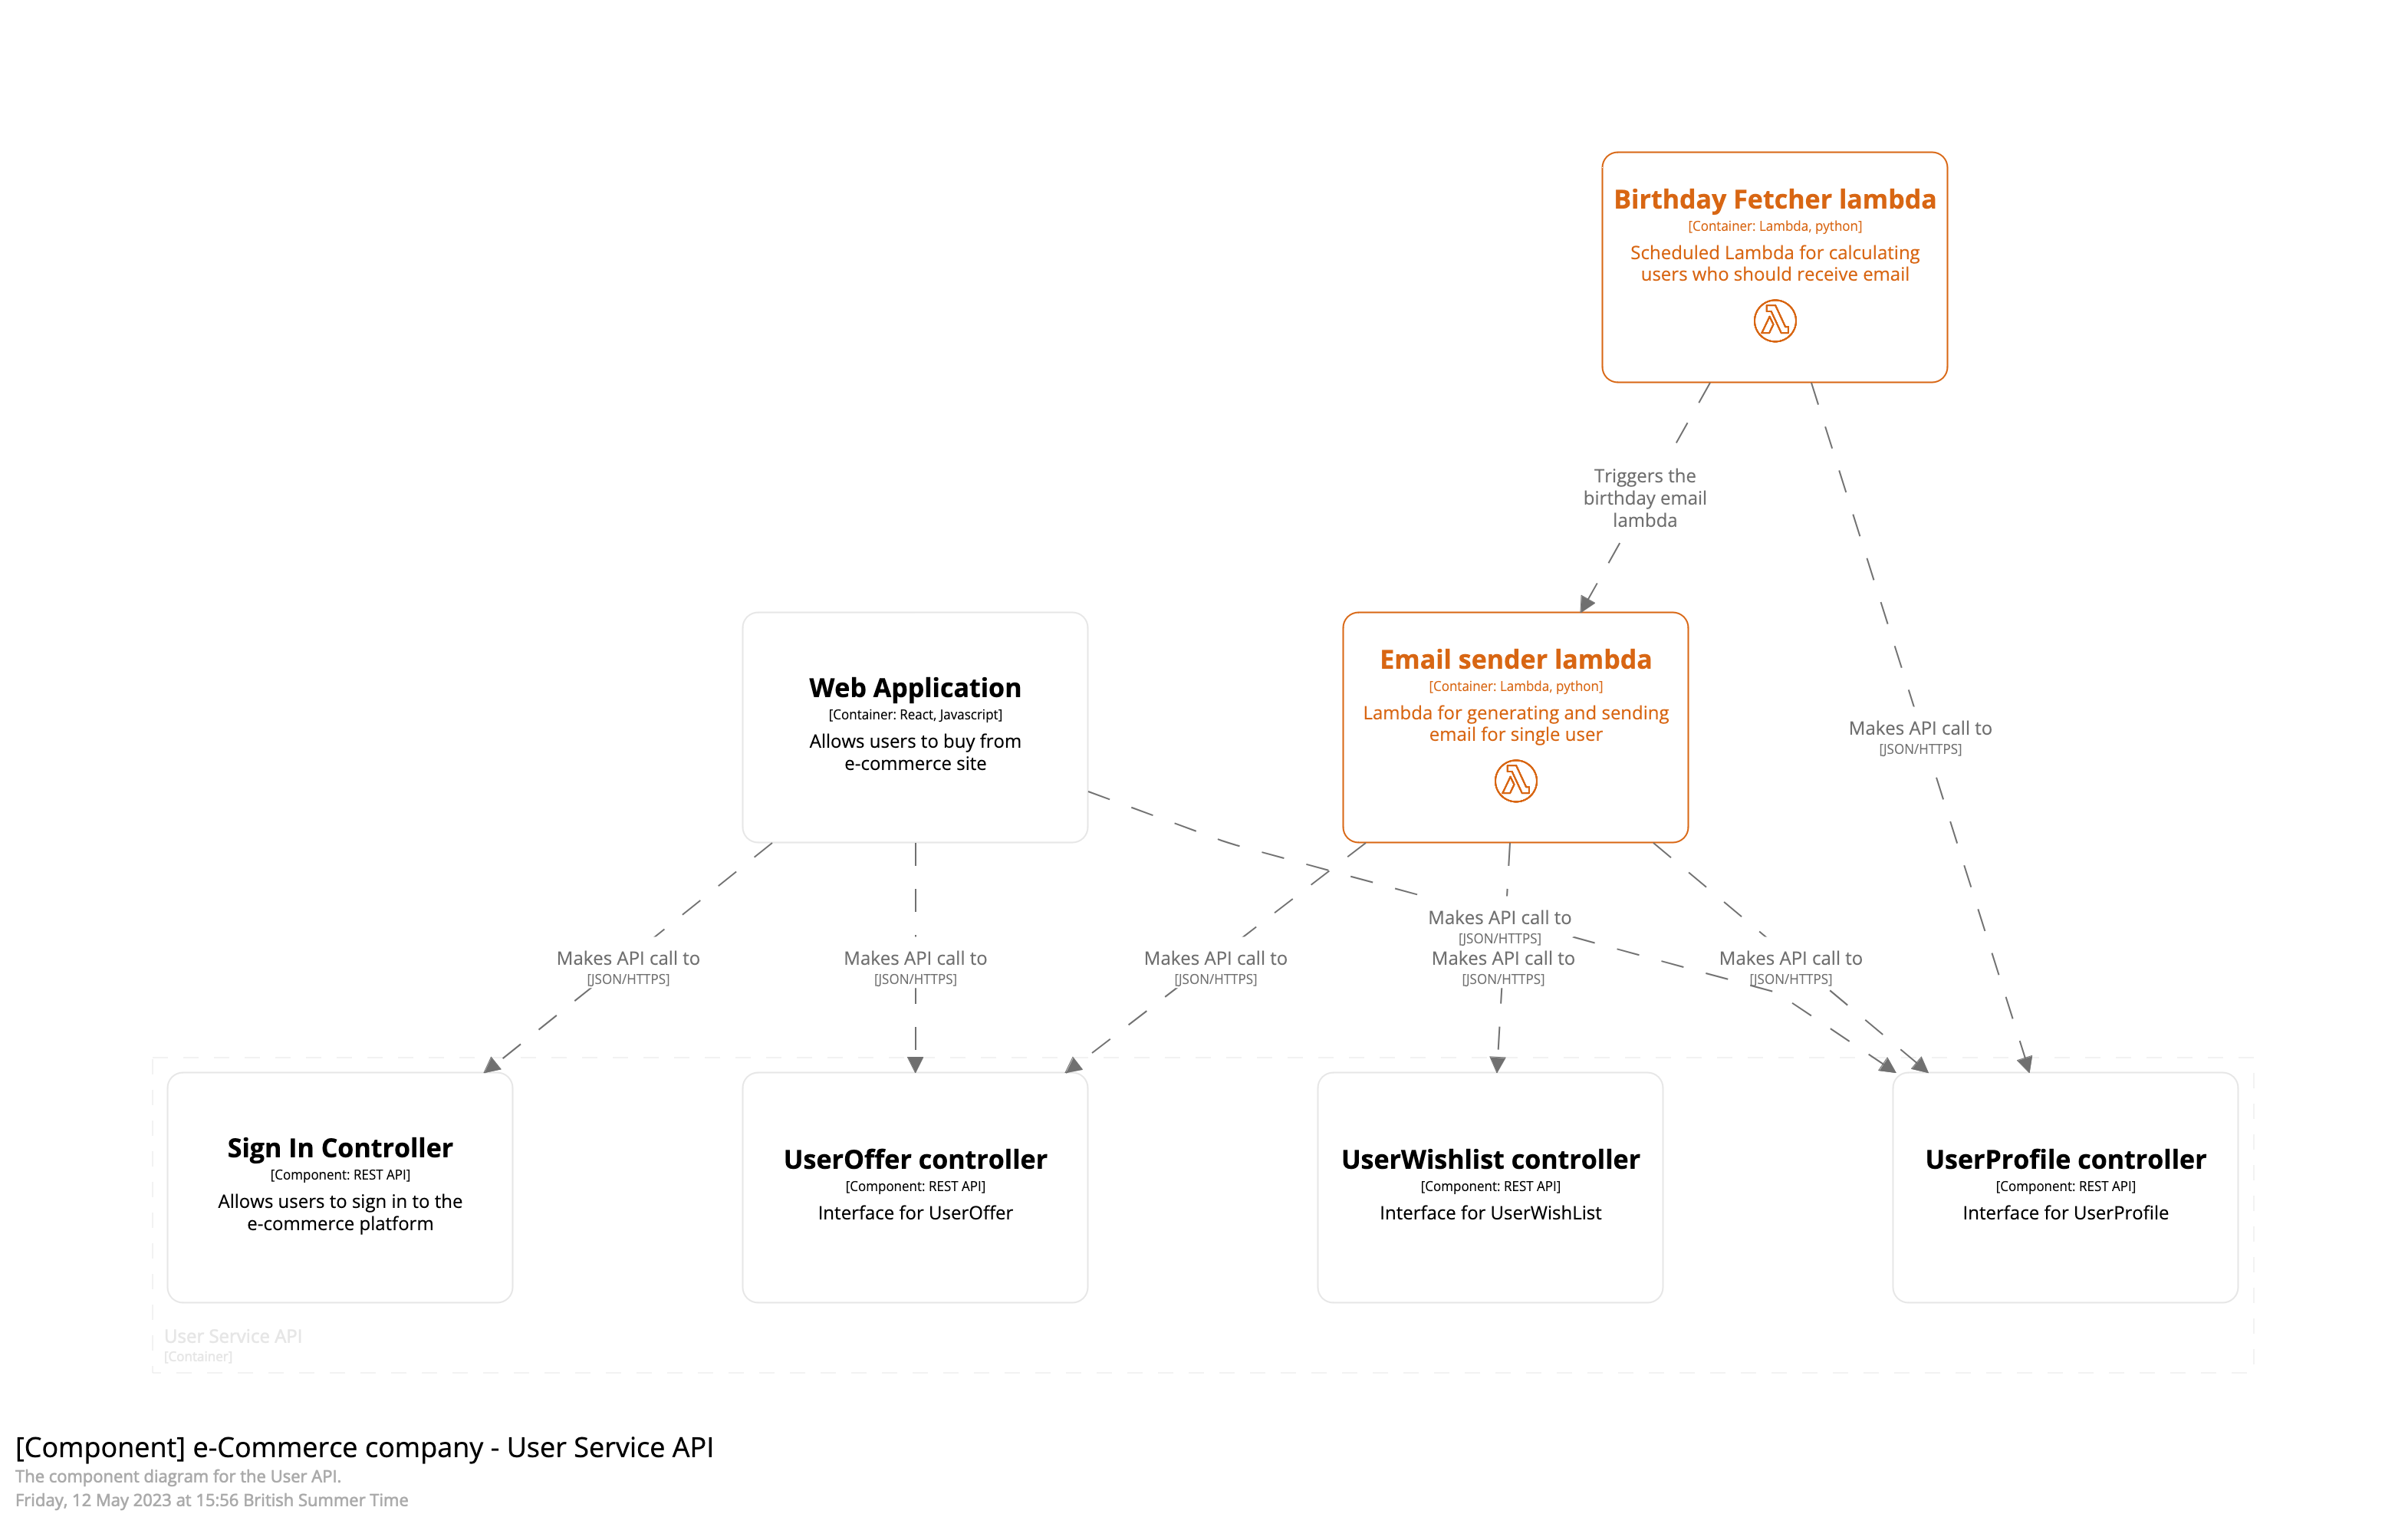 Birthday Fetcher lambda
[Container: Lambda, python]
Scheduled Lambda for calculating
users who should receive email
Triggers the
birthday email
lambda
Makes API call to
[JSON/HTTPS]
Web Application
[Container: React, Javascript]
Allows users to buy from
e-commerce site
Email sender lambda
[Container: Lambda, python]
Lambda for generating and sending
email for single user
Makes API call to
[JSON/HTTPS]
Makes API call to
[JSON/HTTPS]
Makes API call to
[JSON/HTTPS]
Makes API call to
[JSON/HTTPS]
Makes API call to
[JSON/HTTPS]
Makes API call to
[JSON/HTTPS]
Sign In Controller
[Component: REST API]
Allows users to sign in to the
e-commerce platform
UserOffer controller
[Component: REST API]
Interface for UserOffer
UserWishlist controller
[Component: REST API]
Interface for UserWishList
UserProfile controller
[Component: REST API]
Interface for UserProfile
User Service API
[Container]
[Component] e-Commerce company - User Service API
The component diagram for the User API.
Friday, 12 May 2023 at 15:56 British Summer Time